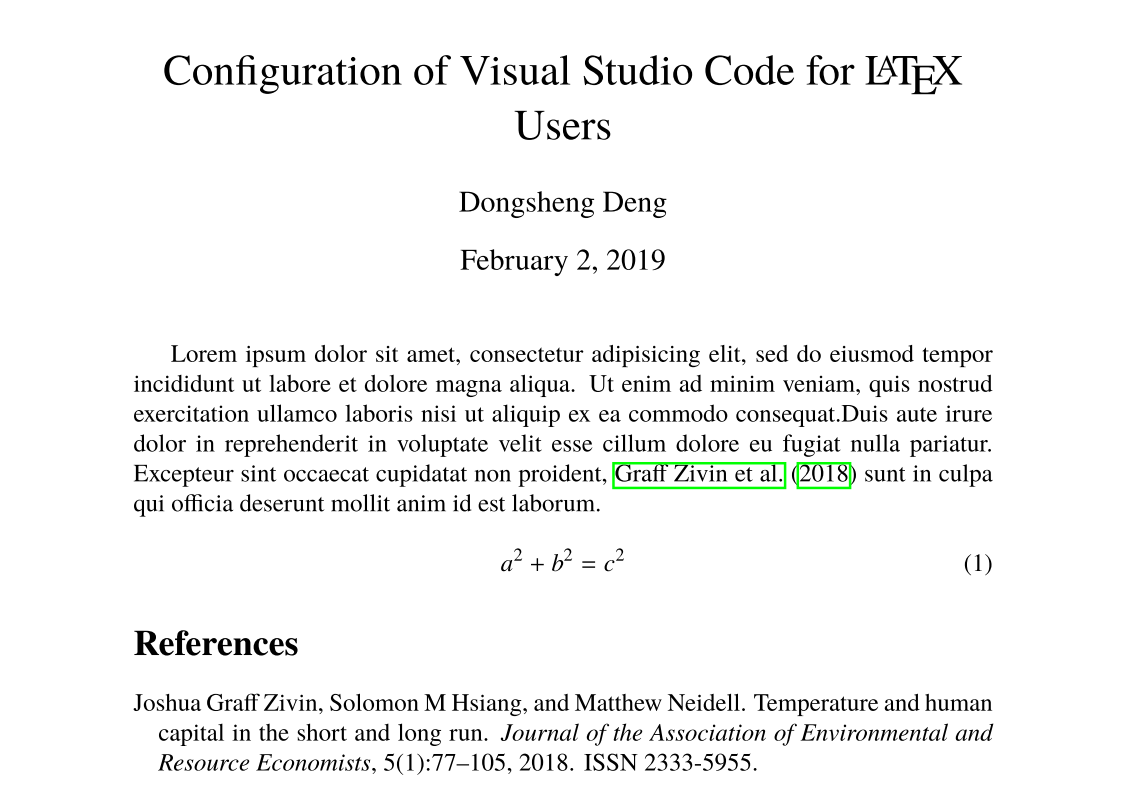 Configuration of Visual Studio Code for LATEX
Users
Dongsheng Deng
February 2, 2019
Lorem ipsum dolor sit amet, consectetur adipisicing elit, sed do eiusmod tempor
incididunt ut labore et dolore magna aliqua. Ut enim ad minim veniam, quis nostrud
exercitation ullamco laboris nisi ut aliquip ex ea commodo consequat.Duis aute irure
dolor in reprehenderit in voluptate velit esse cillum dolore eu fugiat nulla pariatur.
Excepteur sint occaecat cupidatat non proident, Graff Zivin et al. (2018) sunt in culpa
qui officia deserunt mollit anim id est laborum.
a² + b² = c² (1)
References
Joshua Graff Zivin, Solomon M Hsiang, and Matthew Neidell. Temperature and human
capital in the short and long run. Journal of the Association of Environmental and
Resource Economists, 5(1):77–105, 2018. ISSN 2333-5955.